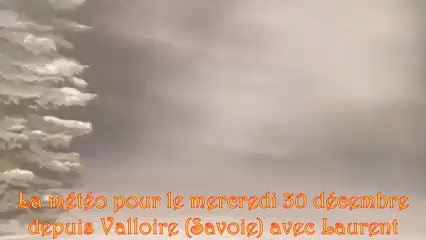 La météo pour le mercredi 30 décembre
depuis Valloire (Savoie) avec Laurent